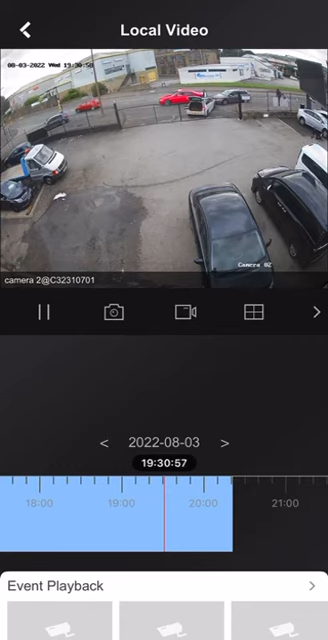 Local Video
08-03-2022 Wed 19:30:58
Camera 02
camera 2@C32310701
< 2022-08-03 >
19:30:57
18:00 19:00 20:00 21:00
Event Playback